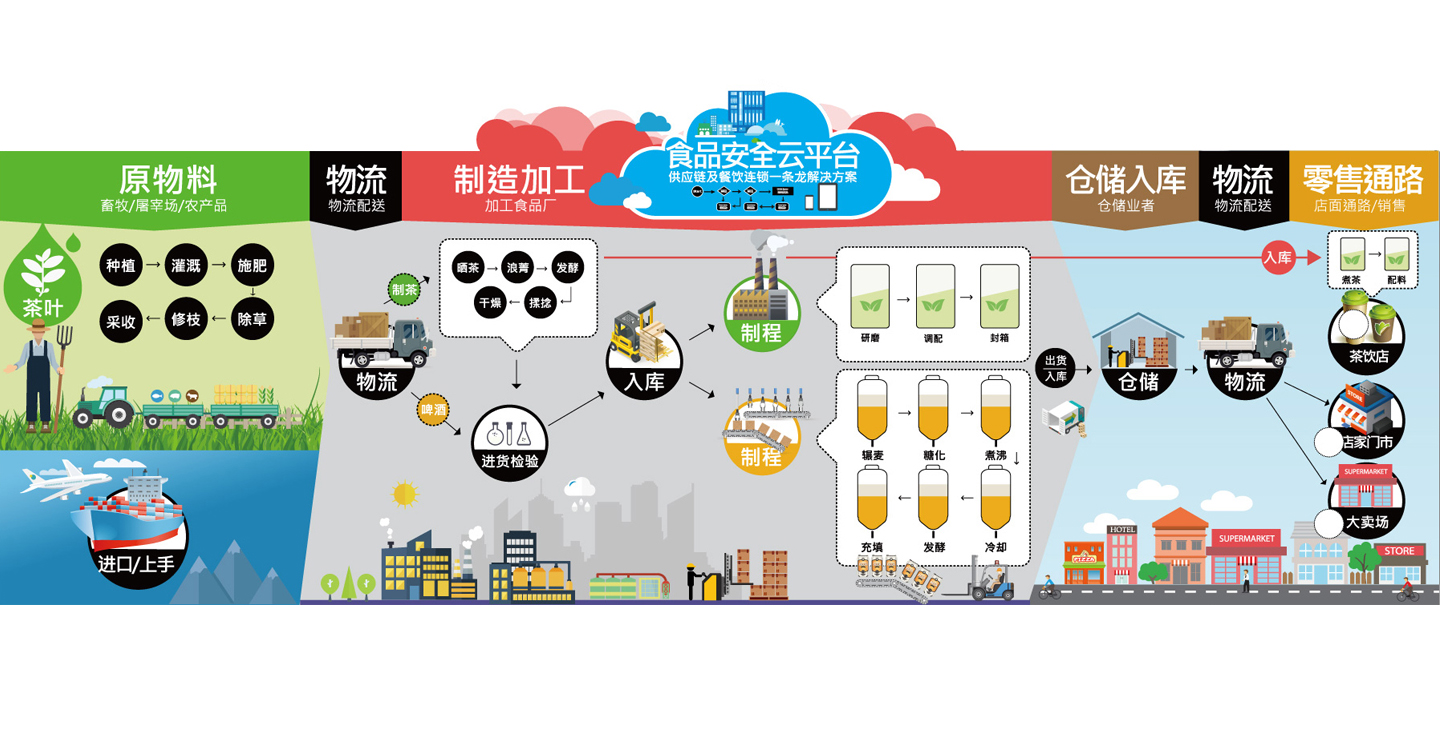 食品安全云平台
供应链及餐饮连锁一条龙解决方案
原物料
畜牧/屠宰场/农产品
物流
物流配送
制造加工
加工食品厂
仓储入库
仓储业者
物流
物流配送
零售通路
店面通路/销售
茶叶
种植
灌溉
施肥
除草
修枝
采收
进口/上手
物流
制茶
啤酒
晒茶
浪菁
发酵
揉捻
干燥
进货检验
入库
制程
制程
研磨
调配
封箱
辗麦
糖化
煮沸
冷却
发酵
充填
入库
出货
入库
仓储
物流
煮茶
配料
茶饮店
STORE
店家门市
SUPERMARKET
大卖场
HOTEL
SUPERMARKET
STORE